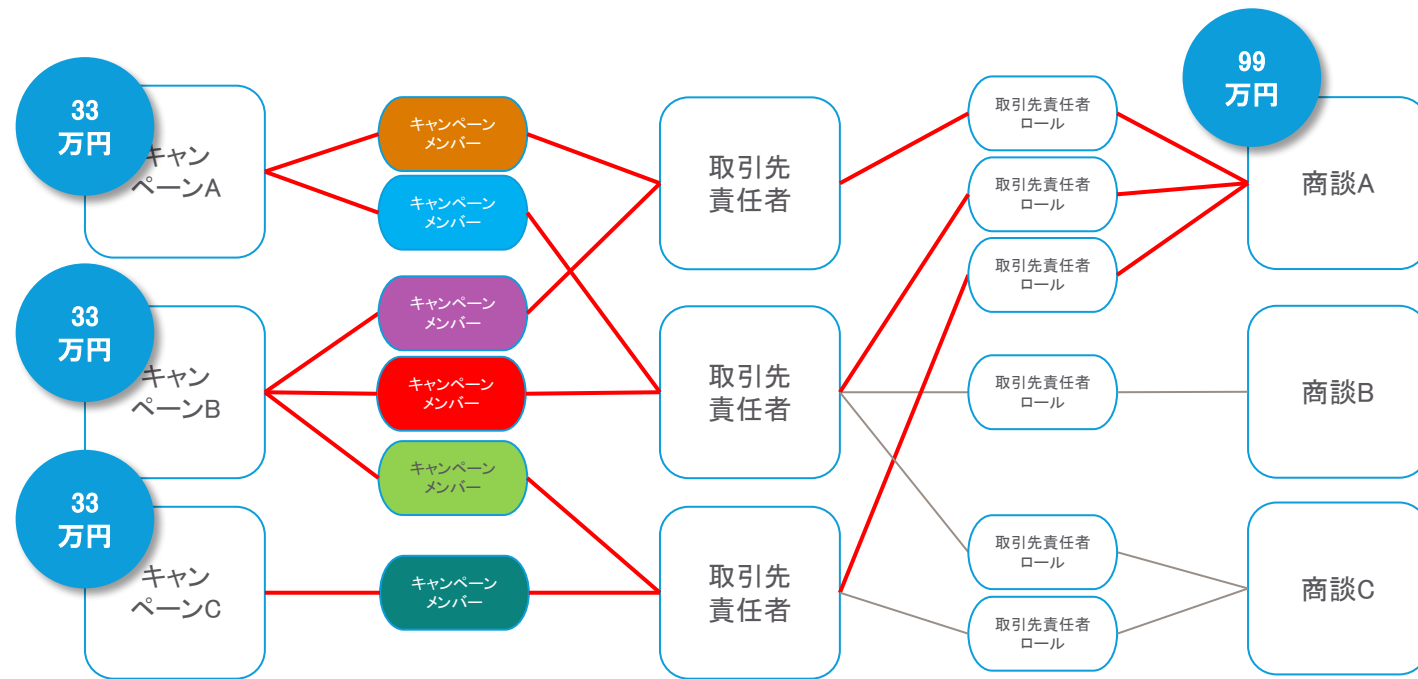 33
万円
キャン
ペーンA
33
万円
キャン
ペーンB
33
万円
キャン
ペーンC
キャンペーン
メンバー
キャンペーン
メンバー
キャンペーン
メンバー
キャンペーン
メンバー
キャンペーン
メンバー
キャンペーン
メンバー
取引先
責任者
取引先
責任者
取引先
責任者
取引先責任者
ロール
取引先責任者
ロール
取引先責任者
ロール
取引先責任者
ロール
取引先責任者
ロール
取引先責任者
ロール
99
万円
商談A
商談B
商談C